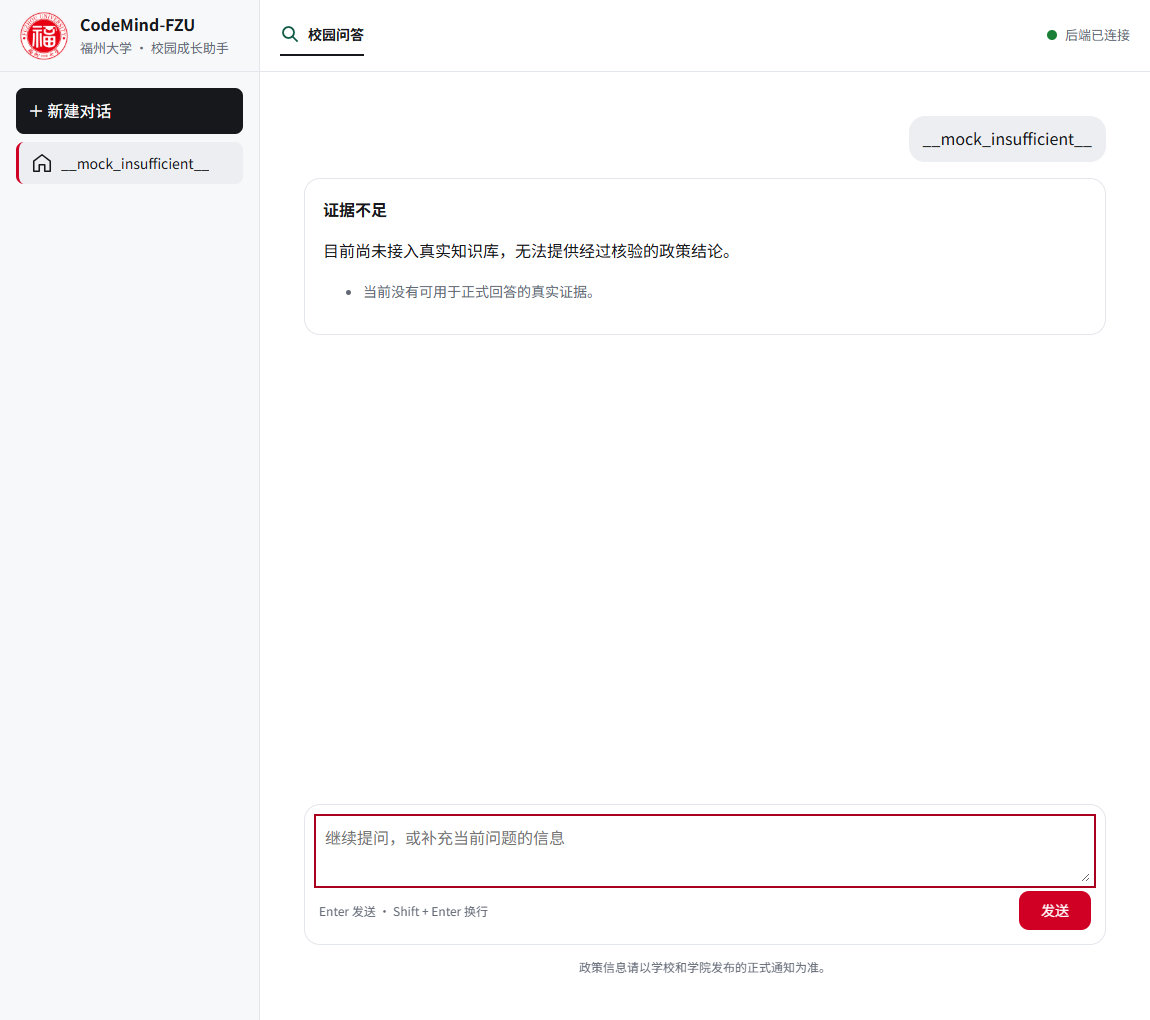 CodeMind-FZU
福州大学 · 校园成长助手
校园问答
后端已连接
+ 新建对话
__mock_insufficient__
__mock_insufficient__
证据不足
目前尚未接入真实知识库，无法提供经过核验的政策结论。
• 当前没有可用于正式回答的真实证据。
继续提问，或补充当前问题的信息
Enter 发送 · Shift + Enter 换行
发送
政策信息请以学校和学院发布的正式通知为准。
福